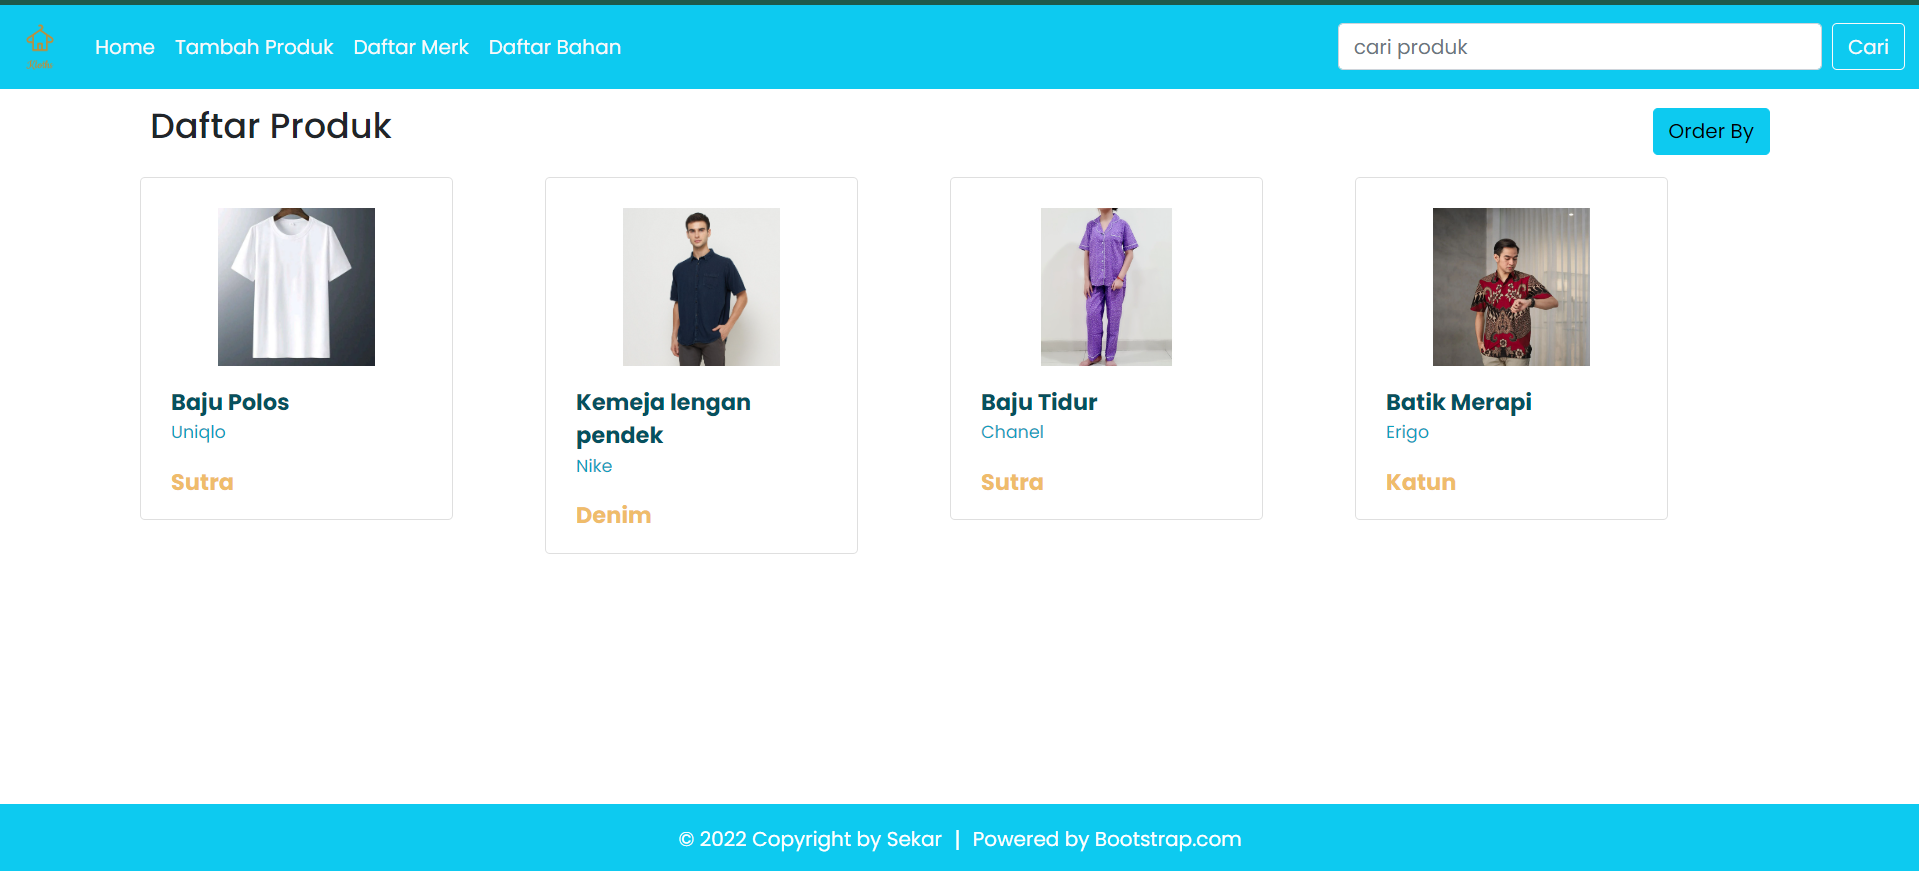 Home Tambah Produk Daftar Merk Daftar Bahan cari produk Cari
Daftar Produk Order By
Baju Polos
Uniqlo
Sutra
Kemeja lengan
pendek
Nike
Denim
Baju Tidur
Chanel
Sutra
Batik Merapi
Erigo
Katun
© 2022 Copyright by Sekar | Powered by Bootstrap.com